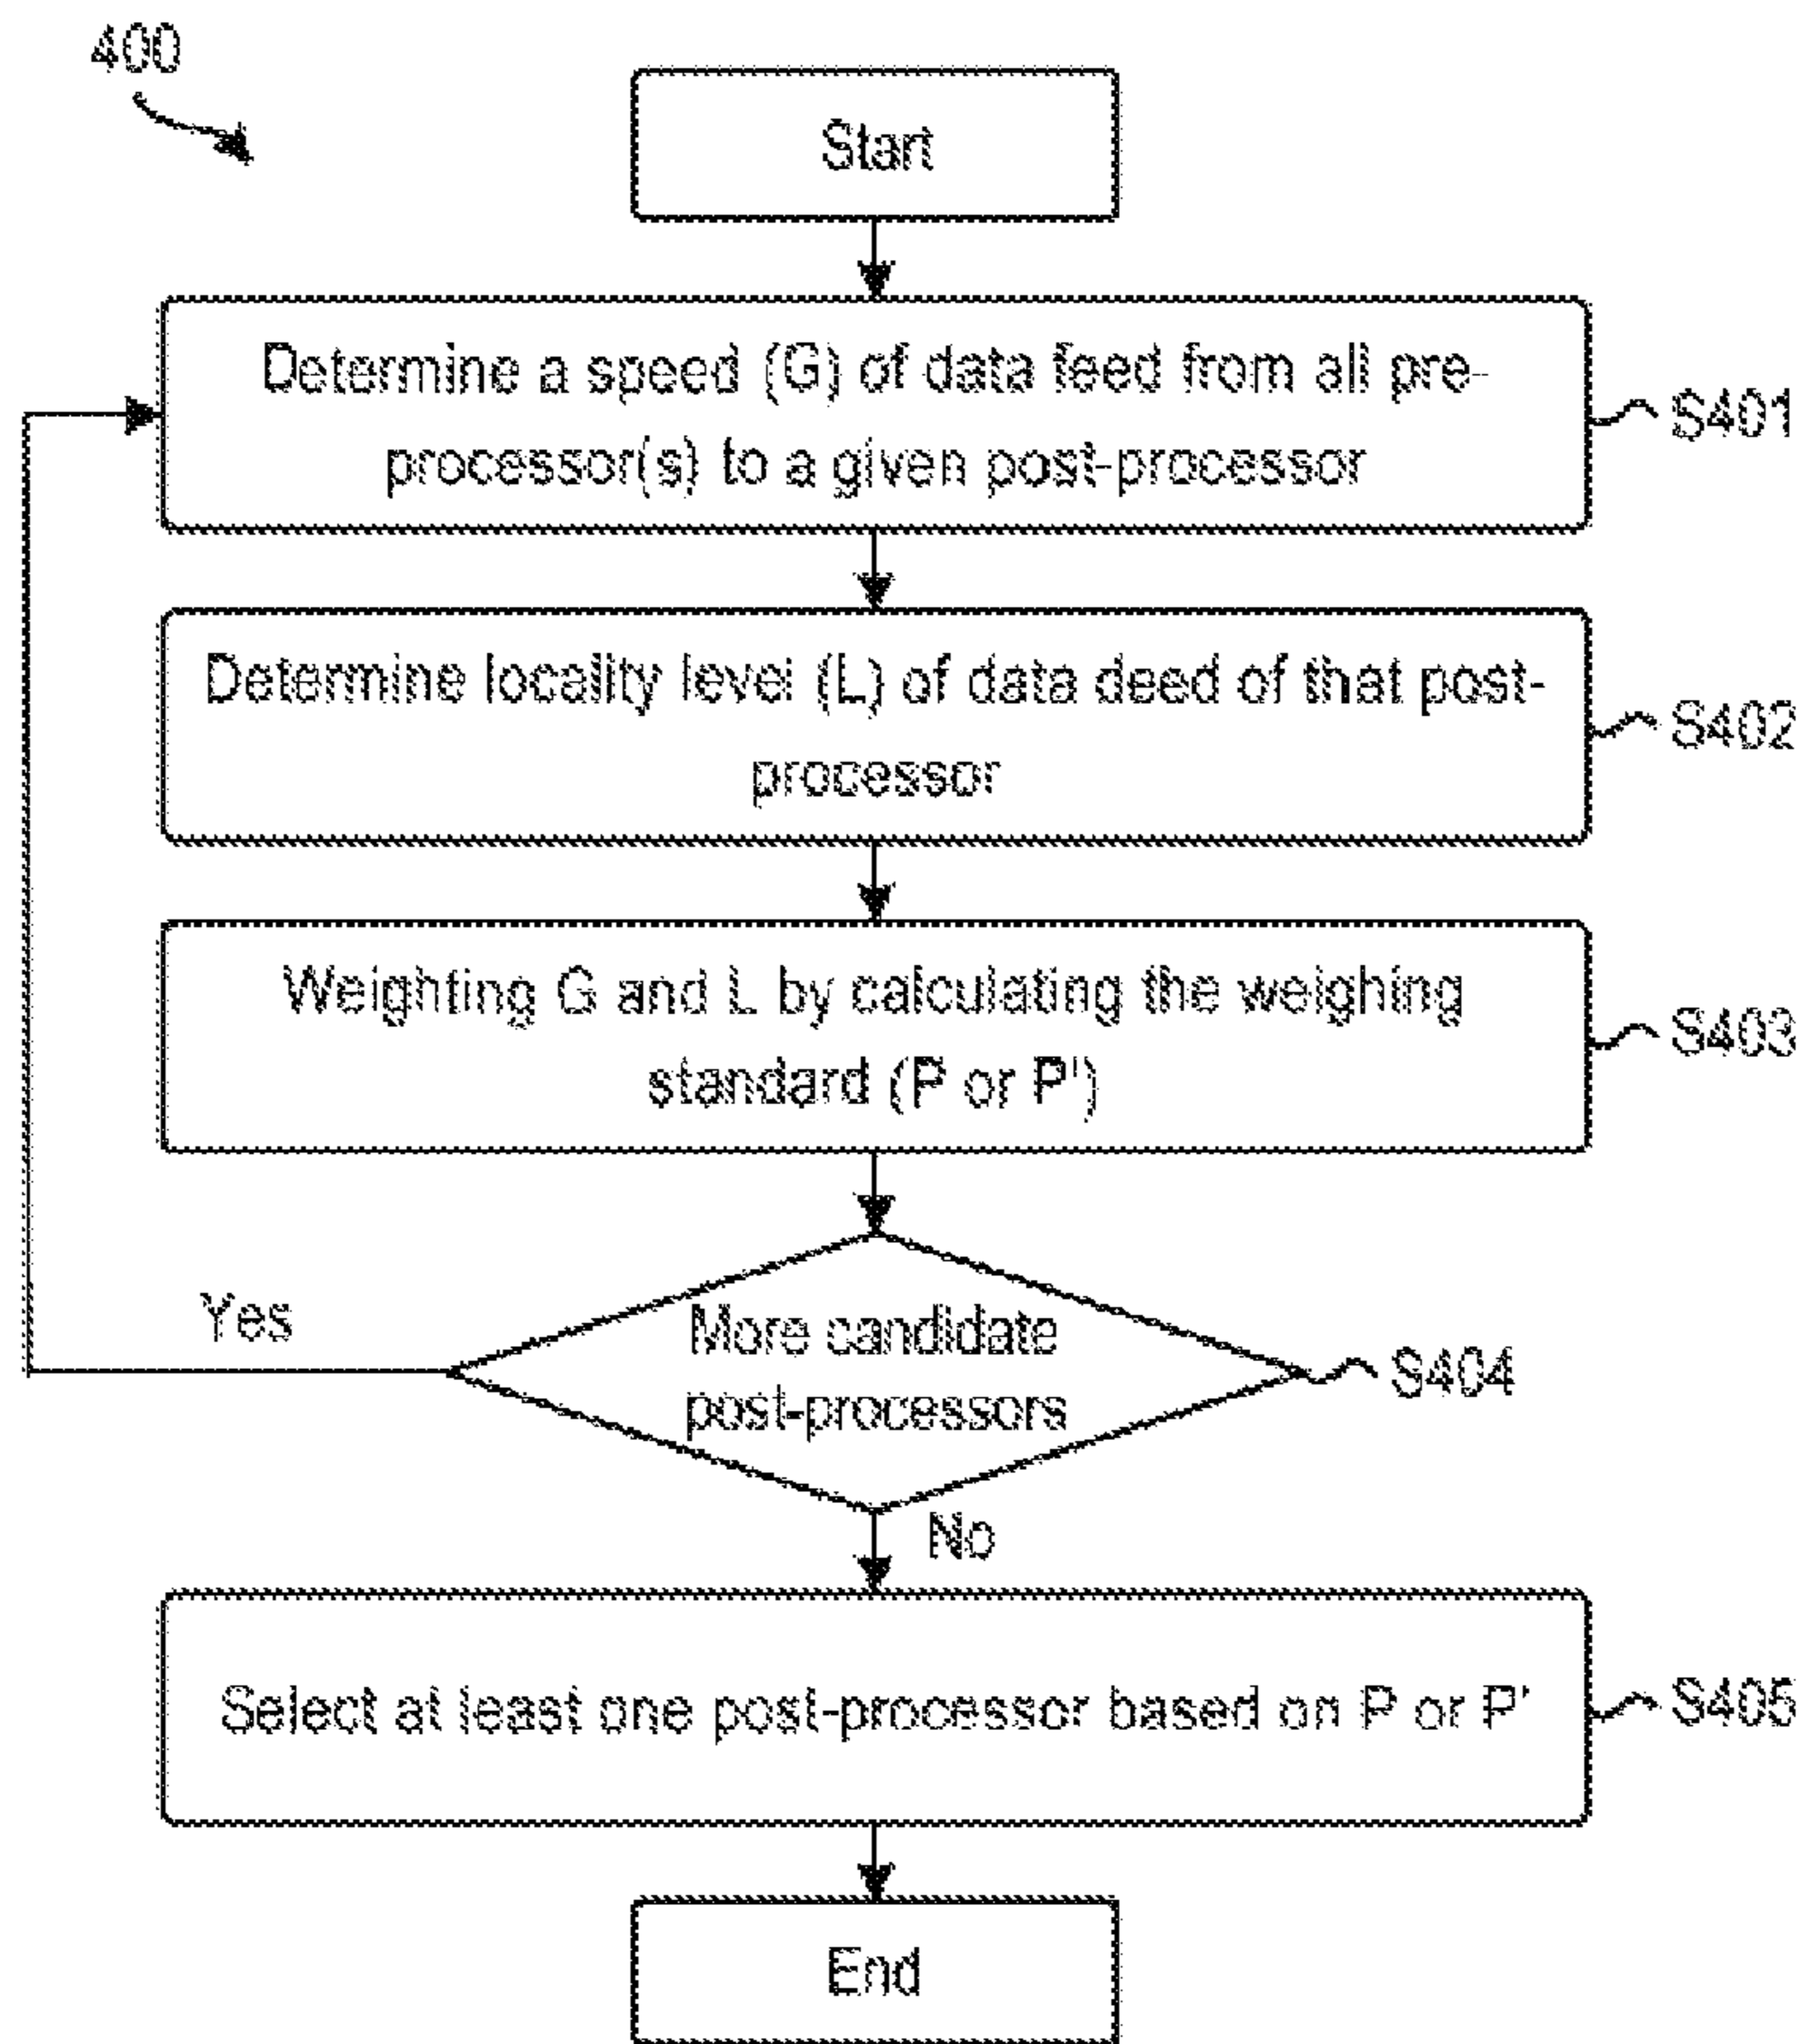 400
Start
Determine a speed (G) of data feed from all pre-
processor(s) to a given post-processor
S401
Determine locality level (L) of data deed of that post-
processor
S402
Weighting G and L by calculating the weighing
standard (P or P')
S403
More candidate
post-processors
S404
Yes
No
Select at least one post-processor based on P or P'
S405
End